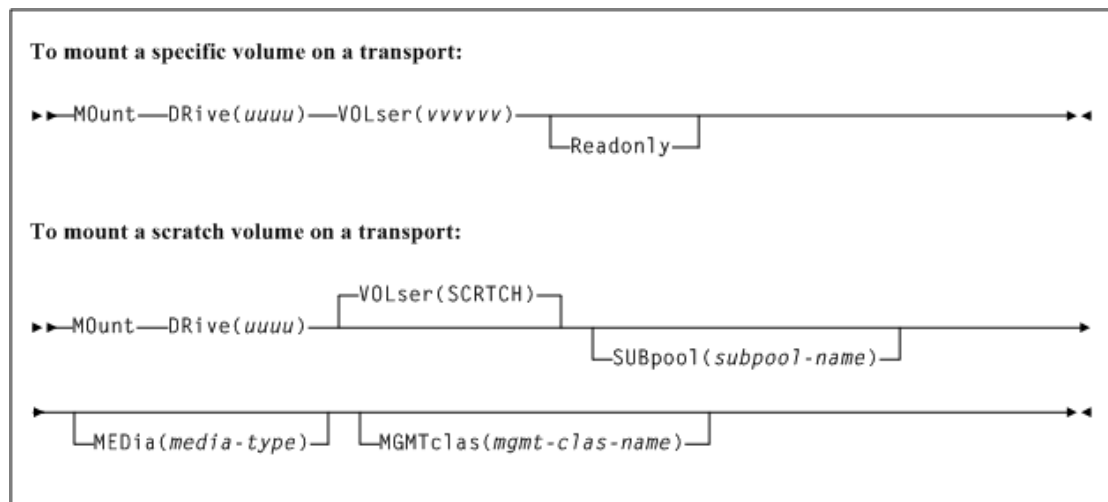 To mount a specific volume on a transport:
MOunt DRive(uuuu) VOLser(vvvvvv)
Readonly
To mount a scratch volume on a transport:
VOLser(SCRTCH)
MOunt DRive(uuuu)
SUBpool(subpool-name)
MEDia(media-type) MGMTclas(mgmt-clas-name)